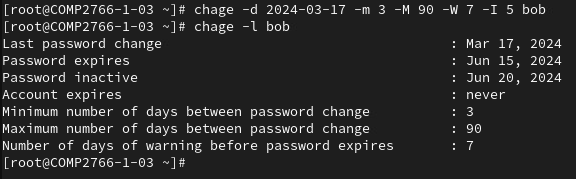 [root@COMP2766-1-03 ~]# chage -d 2024-03-17 -m 3 -M 90 -W 7 -I 5 bob
[root@COMP2766-1-03 ~]# chage -l bob
Last password change : Mar 17, 2024
Password expires : Jun 15, 2024
Password inactive : Jun 20, 2024
Account expires : never
Minimum number of days between password change : 3
Maximum number of days between password change : 90
Number of days of warning before password expires : 7
[root@COMP2766-1-03 ~]#